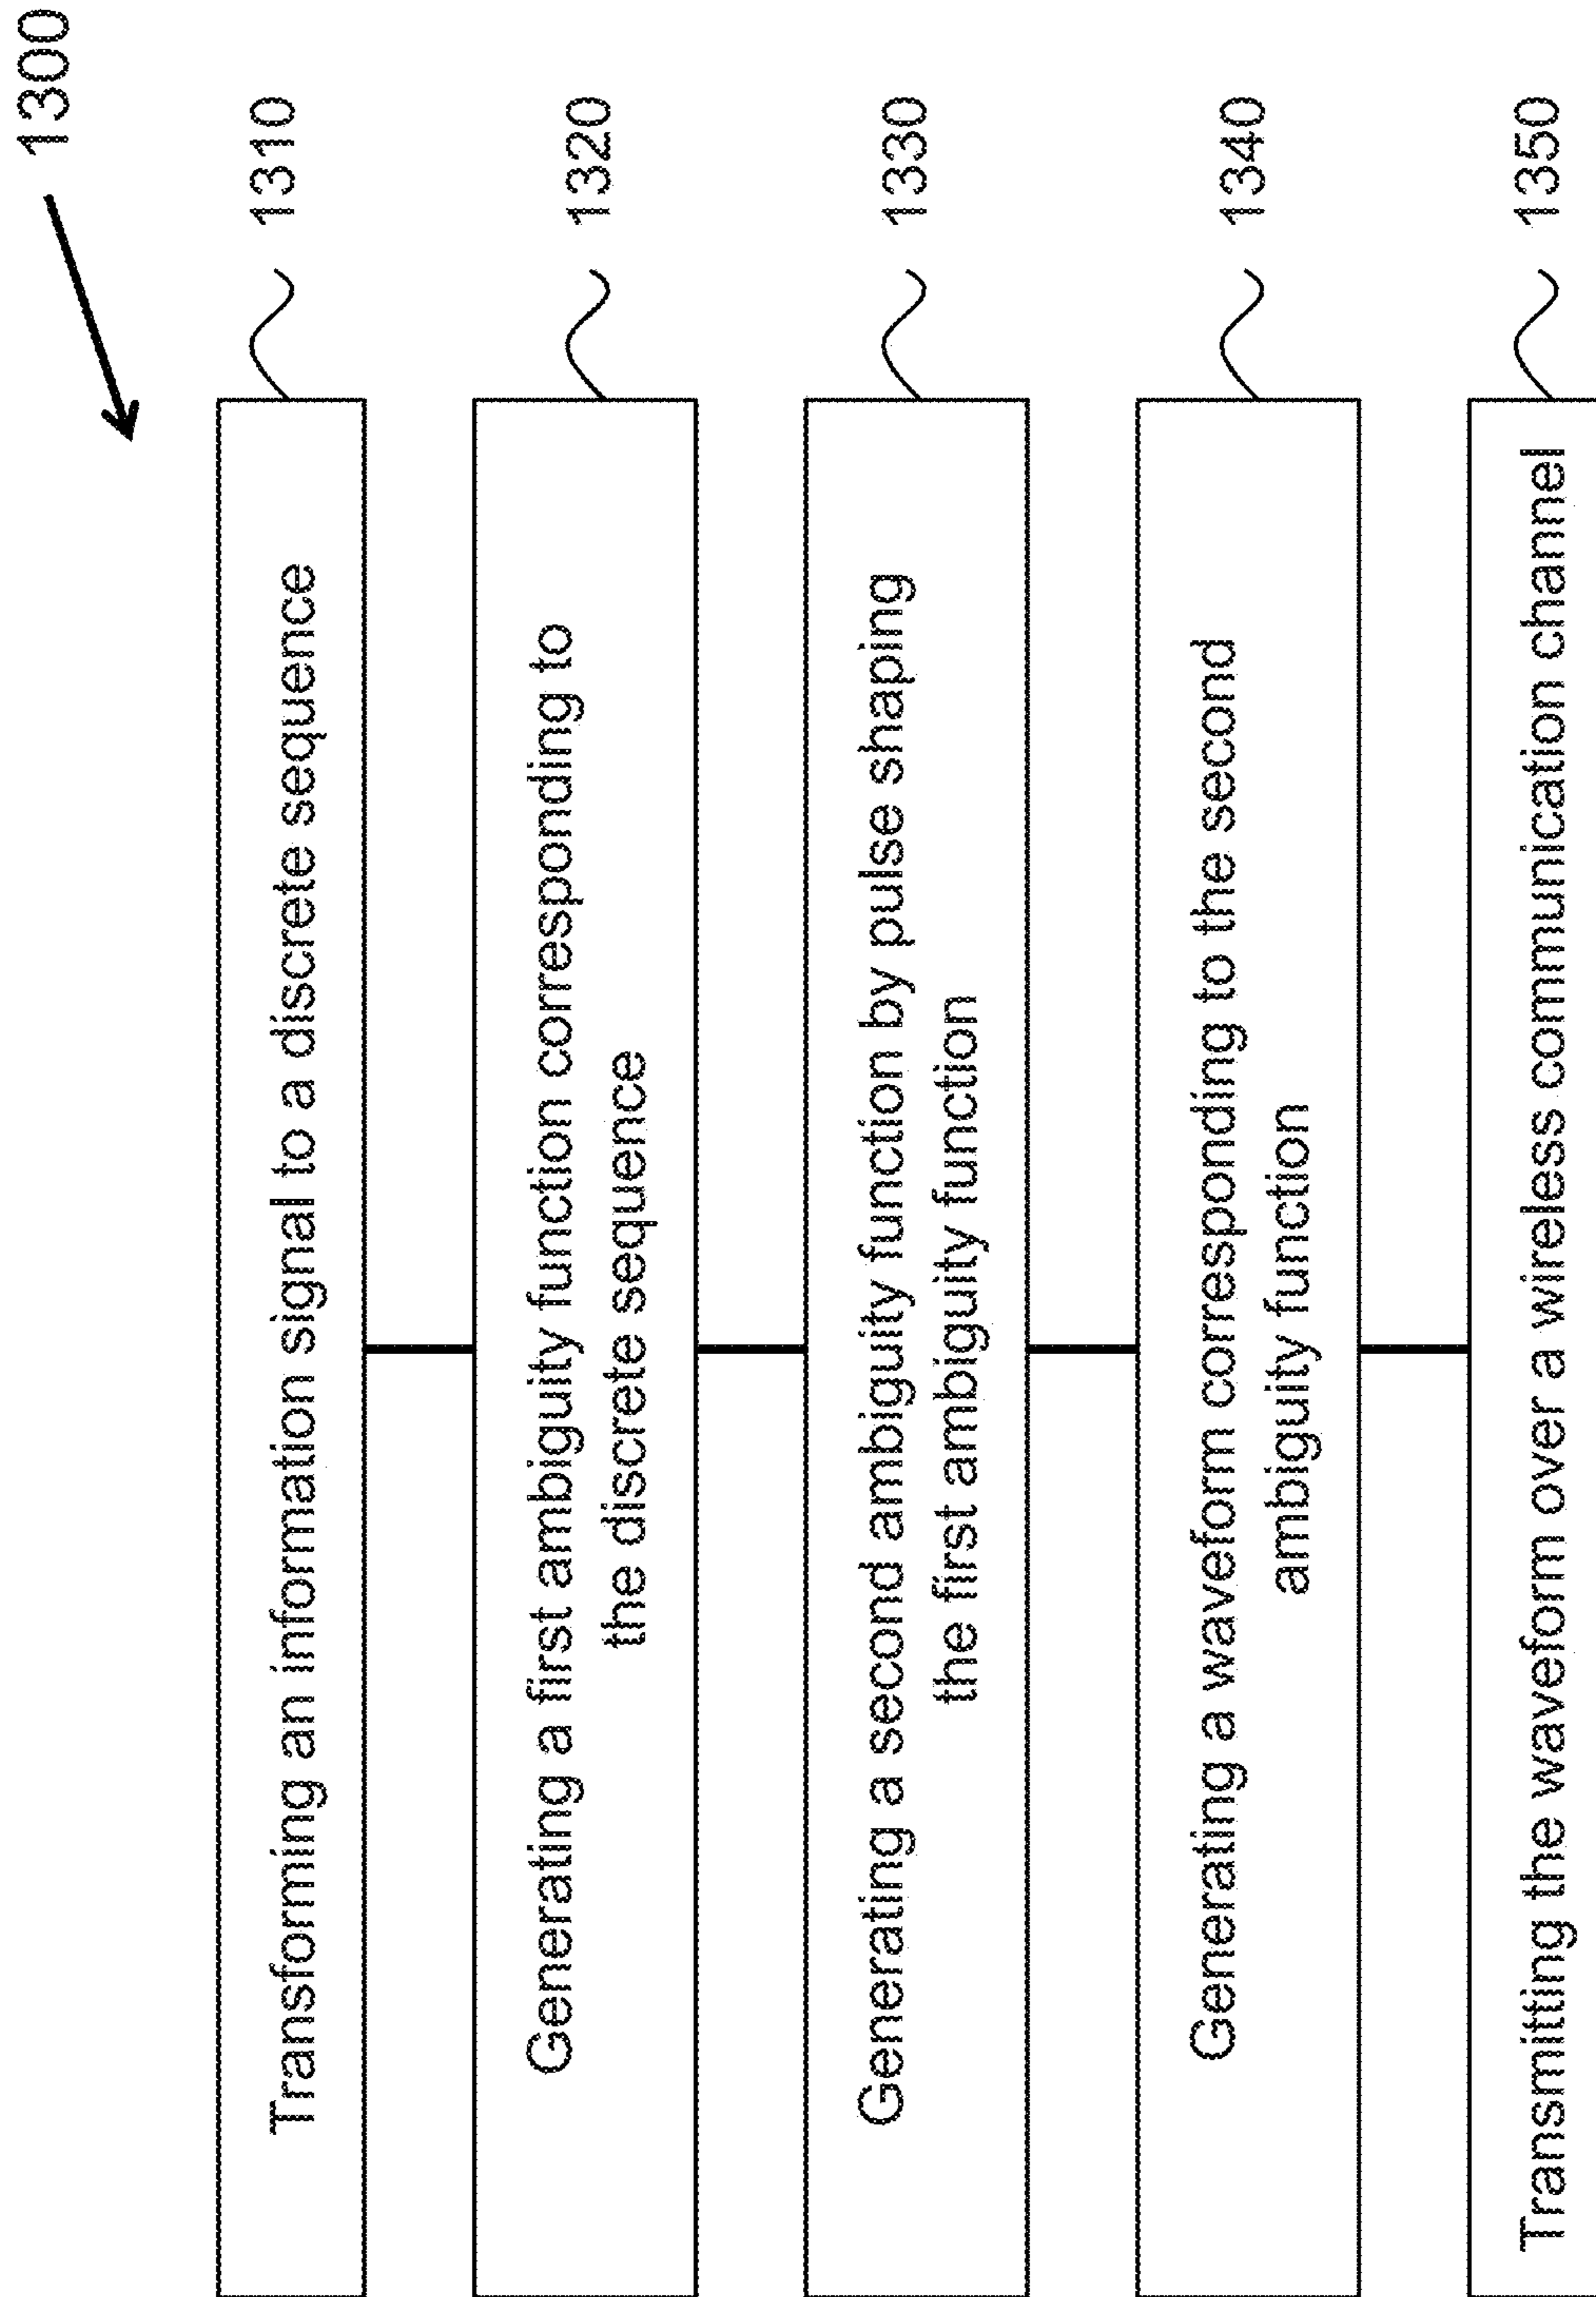 1300
Transforming an information signal to a discrete sequence
1310
Generating a first ambiguity function corresponding to
the discrete sequence
1320
Generating a second ambiguity function by pulse shaping
the first ambiguity function
1330
Generating a waveform corresponding to the second
ambiguity function
1340
Transmitting the waveform over a wireless communication channel
1350